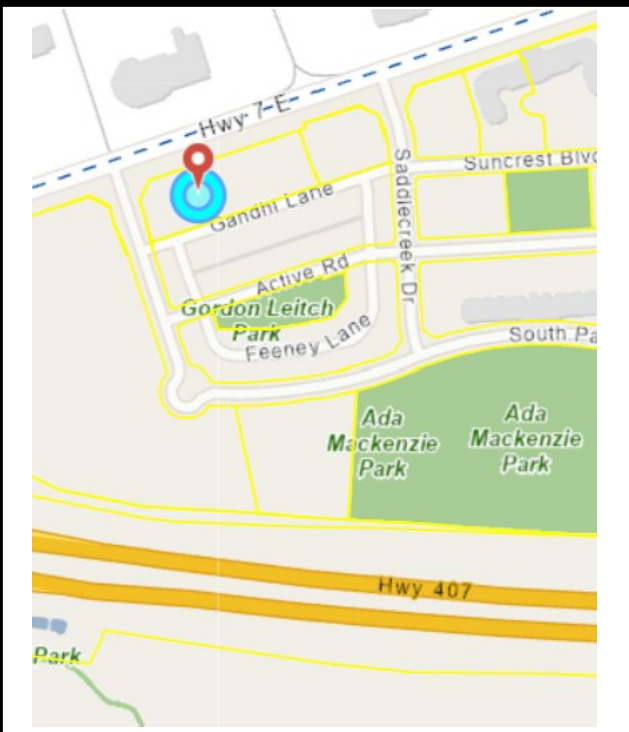 Hwy 7 E
Suncrest Blvd
Gandhi Lane
Saddlecreek Dr
Active Rd
Gordon Leitch
Park
Feeney Lane
South Pa
Ada
Mackenzie
Park
Ada
Mackenzie
Park
Hwy 407
Park